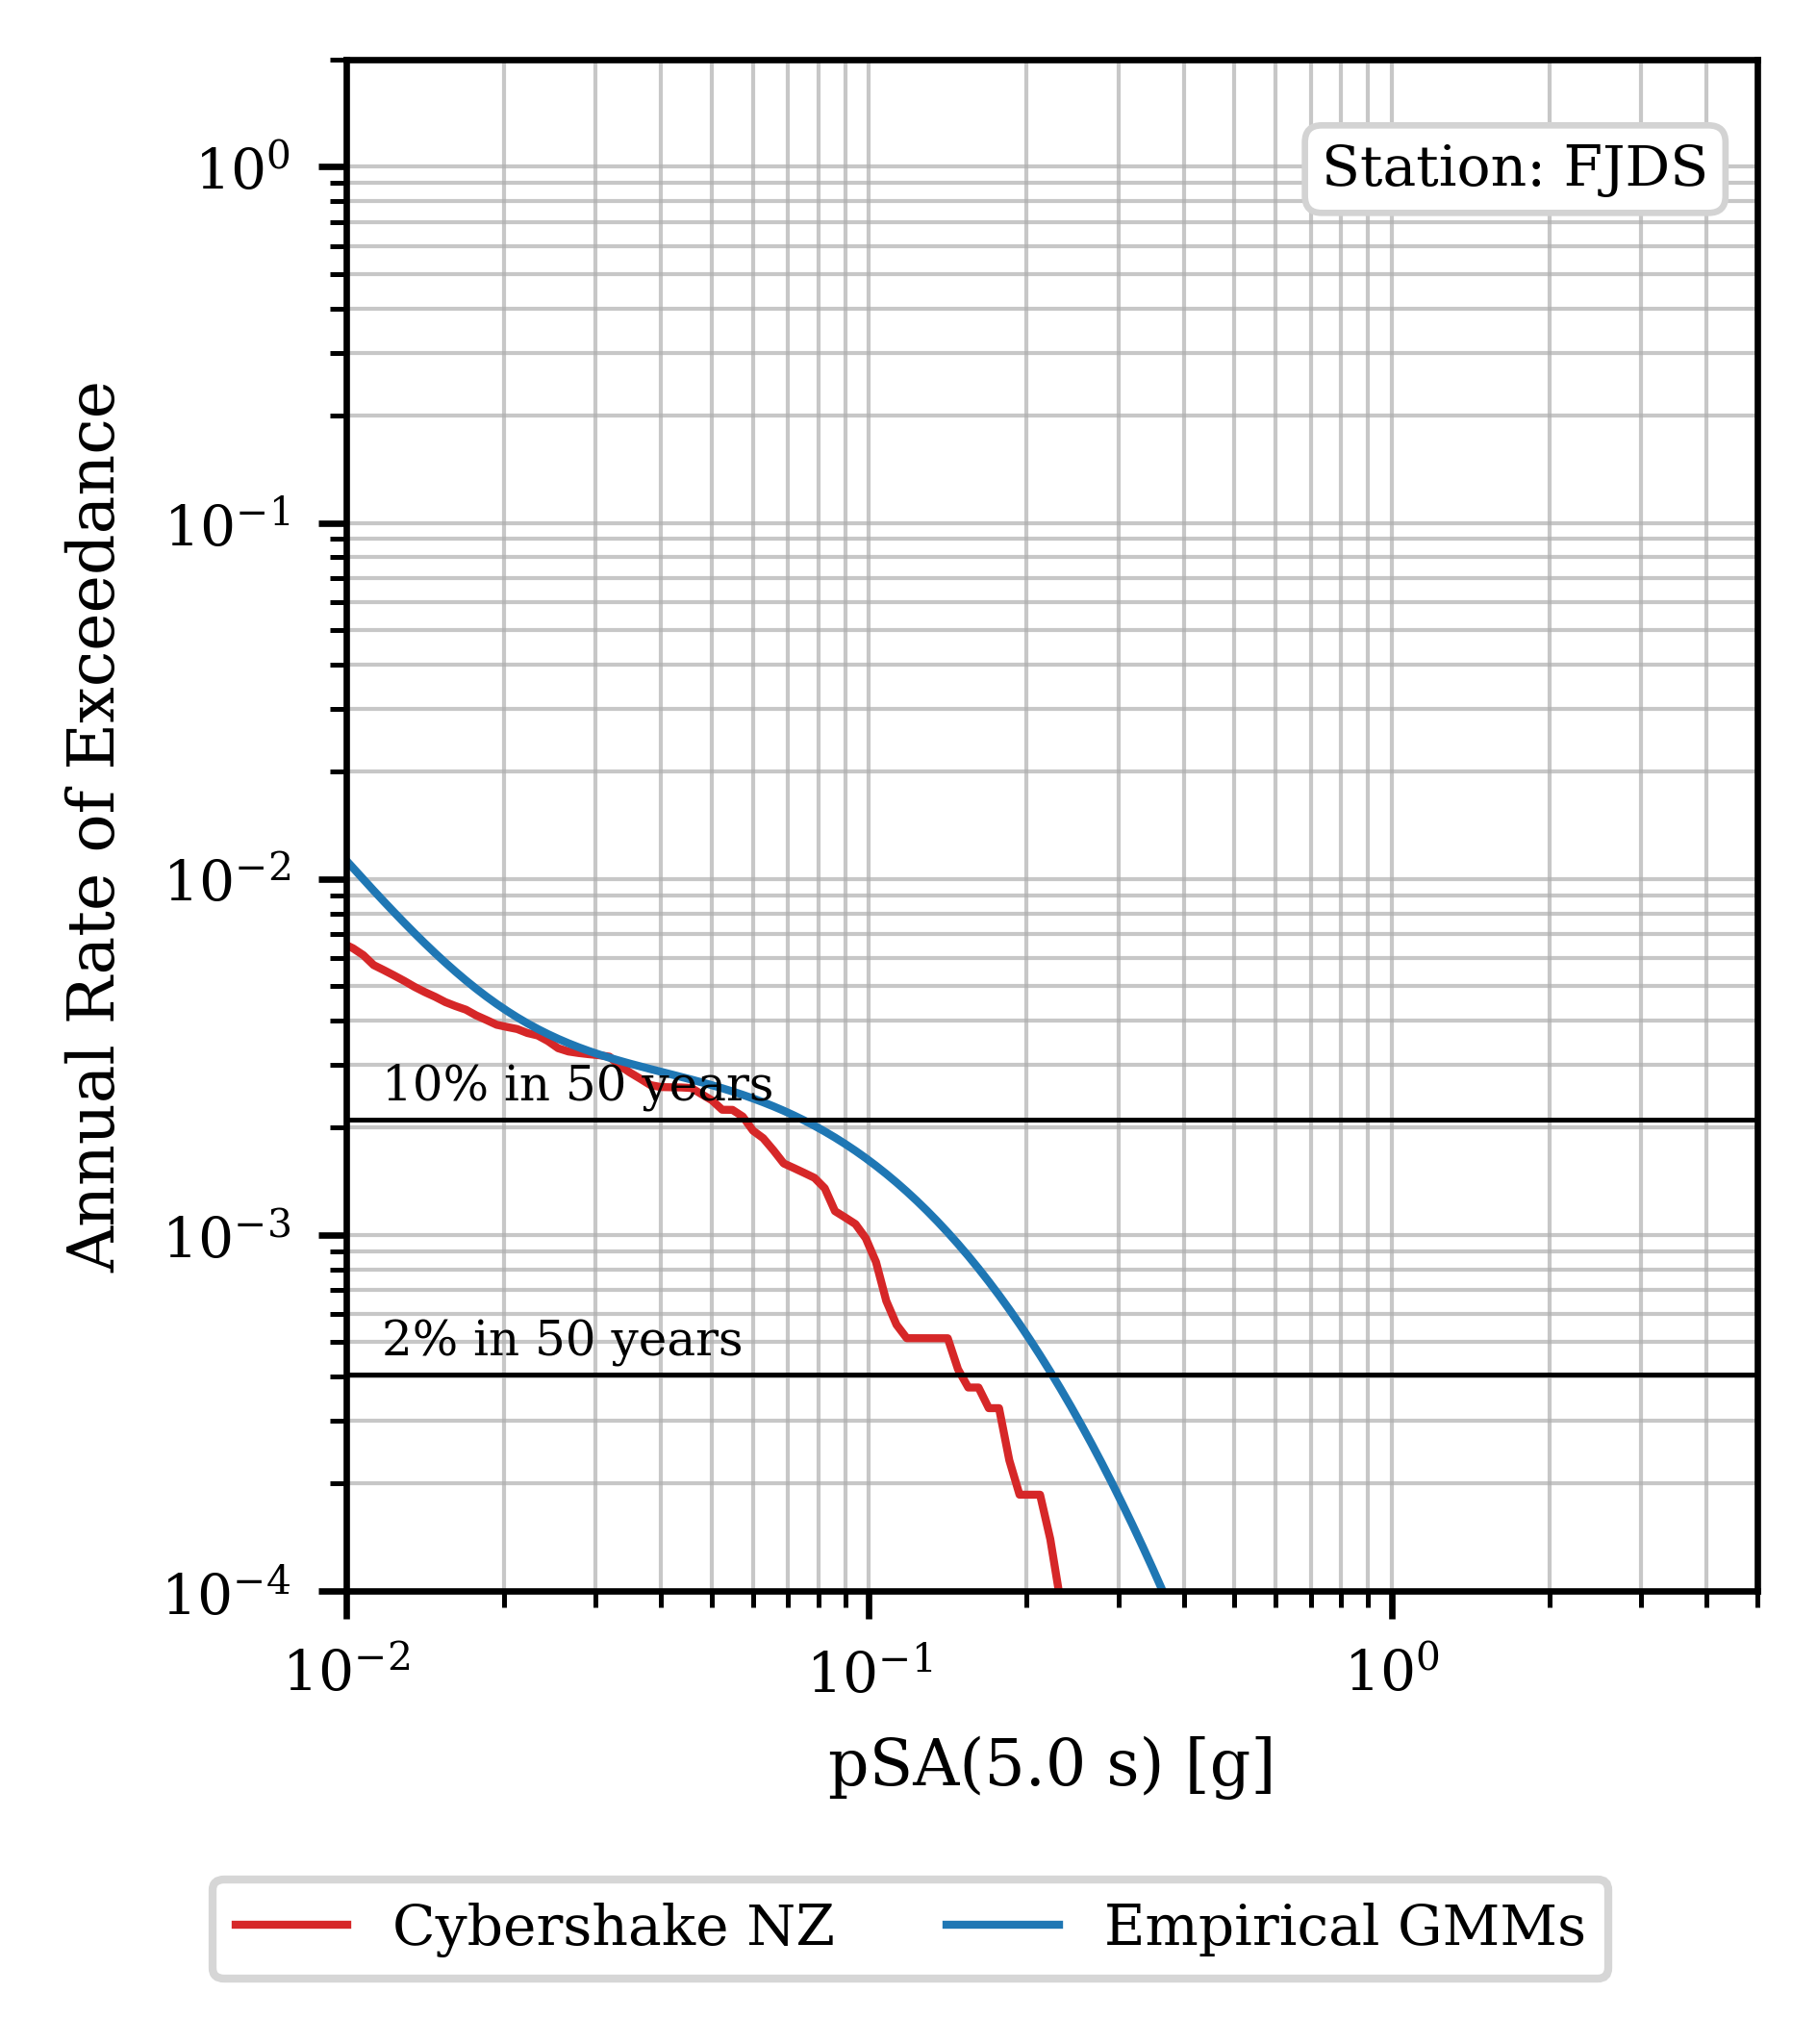 Station: FJDS
Annual Rate of Exceedance
10⁰
10⁻¹
10⁻²
10⁻³
10⁻⁴
10% in 50 years
2% in 50 years
10⁻² 10⁻¹ 10⁰
pSA(5.0 s) [g]
Cybershake NZ Empirical GMMs